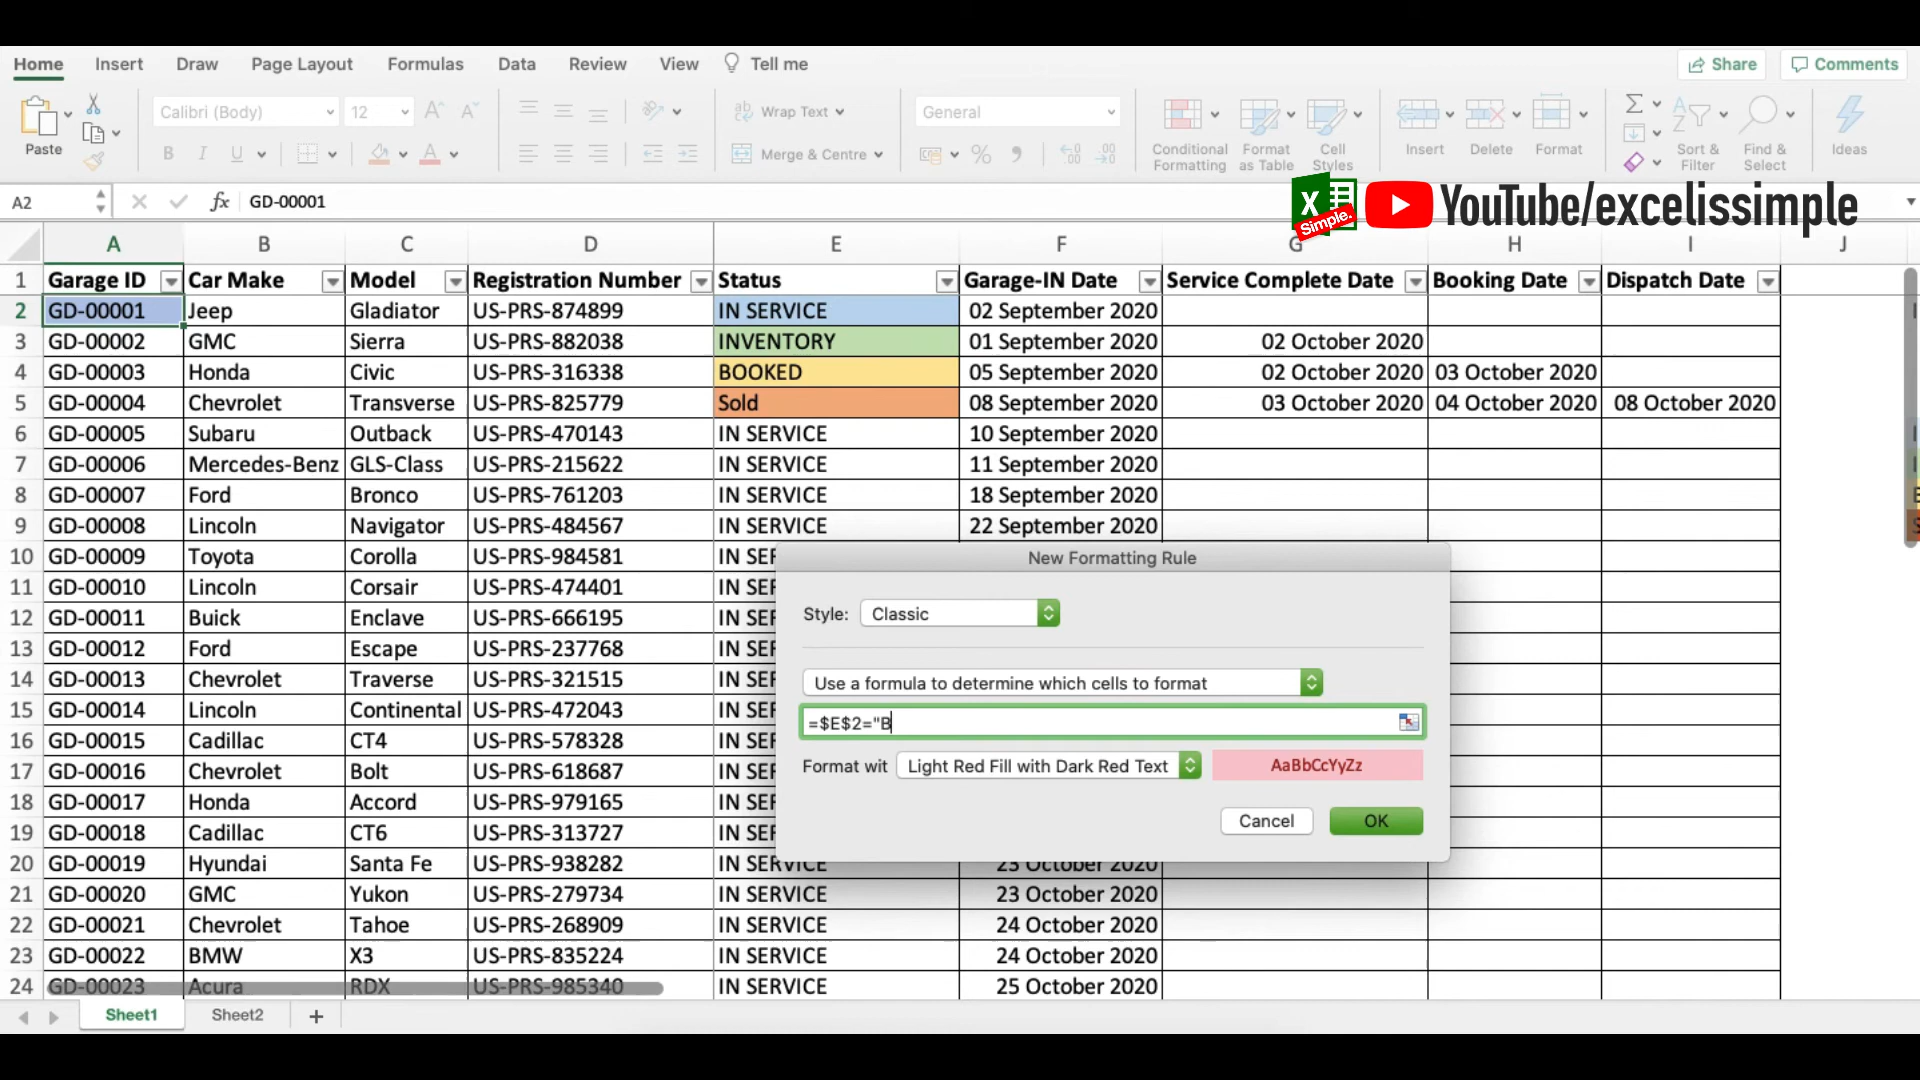 Home Insert Draw Page Layout Formulas Data Review View Tell me Share Comments
Calibri (Body) 12 Wrap Text General
Paste B I U Merge & Centre % Conditional Formatting Format as Table Cell Styles Insert Delete Format Sort & Filter Find & Select Ideas
A2 fx GD-00001
X Simple. YouTube/excelissimple
A B C D E F G H I J
1 Garage ID Car Make Model Registration Number Status Garage-IN Date Service Complete Date Booking Date Dispatch Date
2 GD-00001 Jeep Gladiator US-PRS-874899 IN SERVICE 02 September 2020
3 GD-00002 GMC Sierra US-PRS-882038 INVENTORY 01 September 2020 02 October 2020
4 GD-00003 Honda Civic US-PRS-316338 BOOKED 05 September 2020 02 October 2020 03 October 2020
5 GD-00004 Chevrolet Transverse US-PRS-825779 Sold 08 September 2020 03 October 2020 04 October 2020 08 October 2020
6 GD-00005 Subaru Outback US-PRS-470143 IN SERVICE 10 September 2020
7 GD-00006 Mercedes-Benz GLS-Class US-PRS-215622 IN SERVICE 11 September 2020
8 GD-00007 Ford Bronco US-PRS-761203 IN SERVICE 18 September 2020
9 GD-00008 Lincoln Navigator US-PRS-484567 IN SERVICE 22 September 2020
10 GD-00009 Toyota Corolla US-PRS-984581 IN
11 GD-00010 Lincoln Corsair US-PRS-474401 IN
12 GD-00011 Buick Enclave US-PRS-666195 IN
13 GD-00012 Ford Escape US-PRS-237768 IN
14 GD-00013 Chevrolet Traverse US-PRS-321515 IN
15 GD-00014 Lincoln Continental US-PRS-472043 IN
16 GD-00015 Cadillac CT4 US-PRS-578328 IN
17 GD-00016 Chevrolet Bolt US-PRS-618687 IN
18 GD-00017 Honda Accord US-PRS-979165 IN
19 GD-00018 Cadillac CT6 US-PRS-313727 IN
20 GD-00019 Hyundai Santa Fe US-PRS-938282 IN SERVICE 23 October 2020
21 GD-00020 GMC Yukon US-PRS-279734 IN SERVICE 23 October 2020
22 GD-00021 Chevrolet Tahoe US-PRS-268909 IN SERVICE 24 October 2020
23 GD-00022 BMW X3 US-PRS-835224 IN SERVICE 24 October 2020
24 GD-00023 Acura RDX US-PRS-985340 IN SERVICE 25 October 2020
New Formatting Rule
Style: Classic
Use a formula to determine which cells to format
=$E$2="B
Format wit Light Red Fill with Dark Red Text AaBbCcYyZz
Cancel OK
Sheet1 Sheet2 +